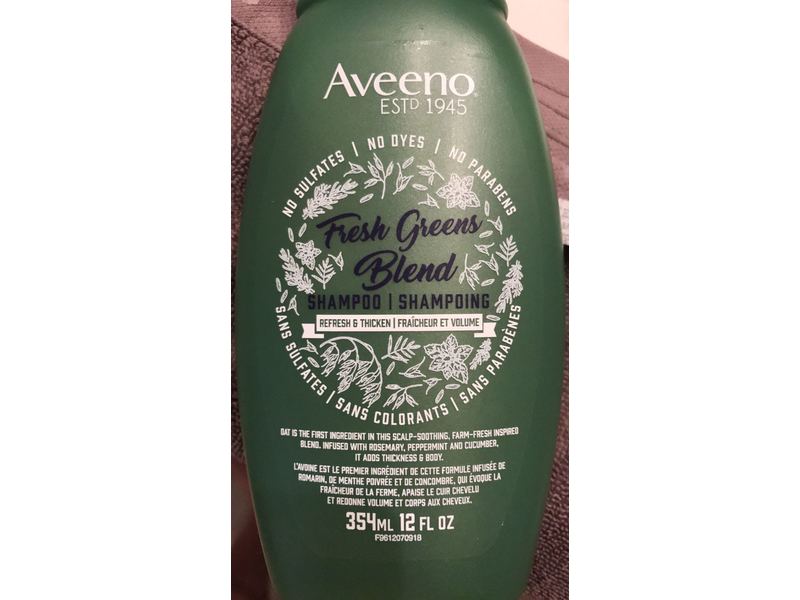 Aveeno
ESTD 1945
NO SULFATES | NO DYES | NO PARABENS
Fresh Greens
Blend
SHAMPOO | SHAMPOING
REFRESH & THICKEN | FRAÎCHEUR ET VOLUME
SANS SULFATES | SANS COLORANTS | SANS PARABÈNES
OAT IS THE FIRST INGREDIENT IN THIS SCALP-SOOTHING, FARM-FRESH INSPIRED
BLEND. INFUSED WITH ROSEMARY, PEPPERMINT AND CUCUMBER,
IT ADDS THICKNESS & BODY.
L'AVOINE EST LE PREMIER INGRÉDIENT DE CETTE FORMULE INFUSÉE DE
ROMARIN, DE MENTHE POIVRÉE ET DE CONCOMBRE, QUI ÉVOQUE LA
FRAÎCHEUR DE LA FERME, APAISE LE CUIR CHEVELU
ET REDONNE VOLUME ET CORPS AUX CHEVEUX.
354ML 12 FL OZ
F9612070918